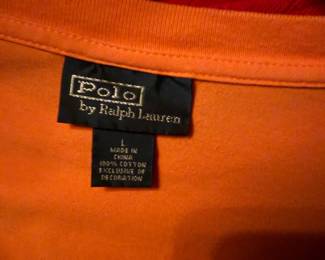 Polo
by Ralph Lauren
L
MADE IN
CHINA
100% COTTON
EXCLUSIVE OF
DECORATION